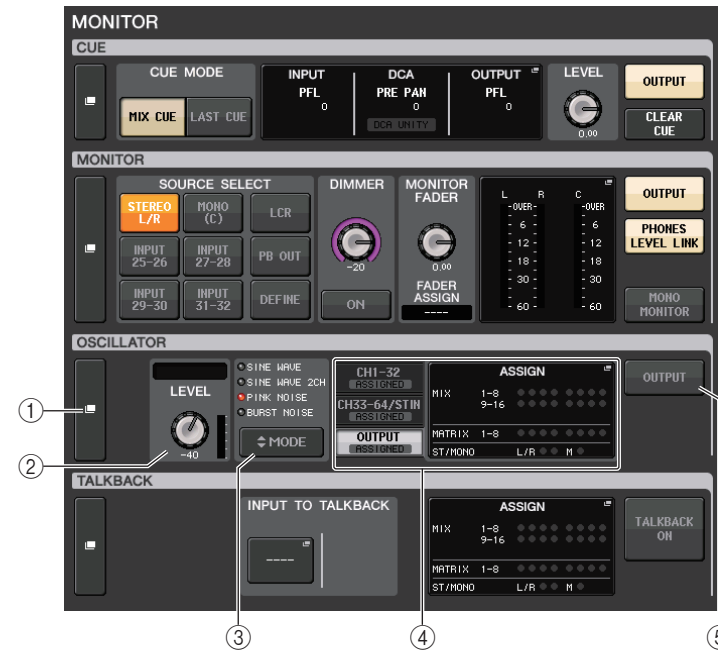 MONITOR
CUE
CUE MODE
MIX CUE
LAST CUE
INPUT
PFL
0
DCA
PRE PAN
0
DCA UNITY
OUTPUT
PFL
0
LEVEL
0.00
OUTPUT
CLEAR
CUE
MONITOR
SOURCE SELECT
STEREO
L/R
MONO
(C)
LCR
INPUT
25-26
INPUT
27-28
PB OUT
INPUT
29-30
INPUT
31-32
DEFINE
DIMMER
-20
ON
MONITOR
FADER
0.00
FADER
ASSIGN
----
L R C
-OVER- -OVER
6 6
12 12
18 18
30 30
60 60
OUTPUT
PHONES
LEVEL LINK
MONO
MONITOR
OSCILLATOR
LEVEL
-40
SINE WAVE
SINE WAVE 2CH
PINK NOISE
BURST NOISE
MODE
CH1-32
ASSIGNED
CH33-64/STIN
ASSIGNED
OUTPUT
ASSIGNED
ASSIGN
MIX 1-8
9-16
MATRIX 1-8
ST/MONO L/R M
OUTPUT
TALKBACK
INPUT TO TALKBACK
----
ASSIGN
MIX 1-8
9-16
MATRIX 1-8
ST/MONO L/R M
TALKBACK
ON
①
②
③
④
⑤